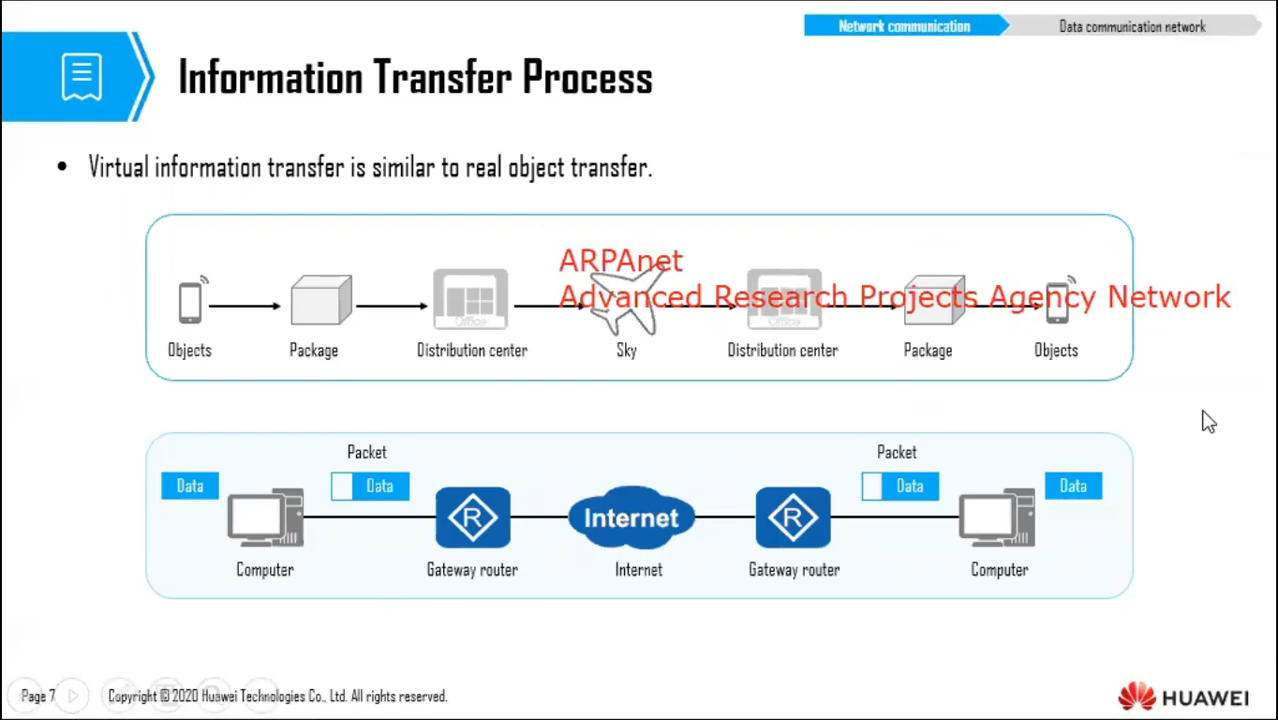 Network communication
Data communication network
Information Transfer Process
• Virtual information transfer is similar to real object transfer.
ARPAnet
Advanced Research Projects Agency Network
Office
Office
Objects
Package
Distribution center
Sky
Distribution center
Package
Objects
Packet
Packet
Data
Data
Data
Data
R
Internet
R
Computer
Gateway router
Internet
Gateway router
Computer
Page 7
Copyright © 2020 Huawei Technologies Co., Ltd. All rights reserved.
HUAWEI